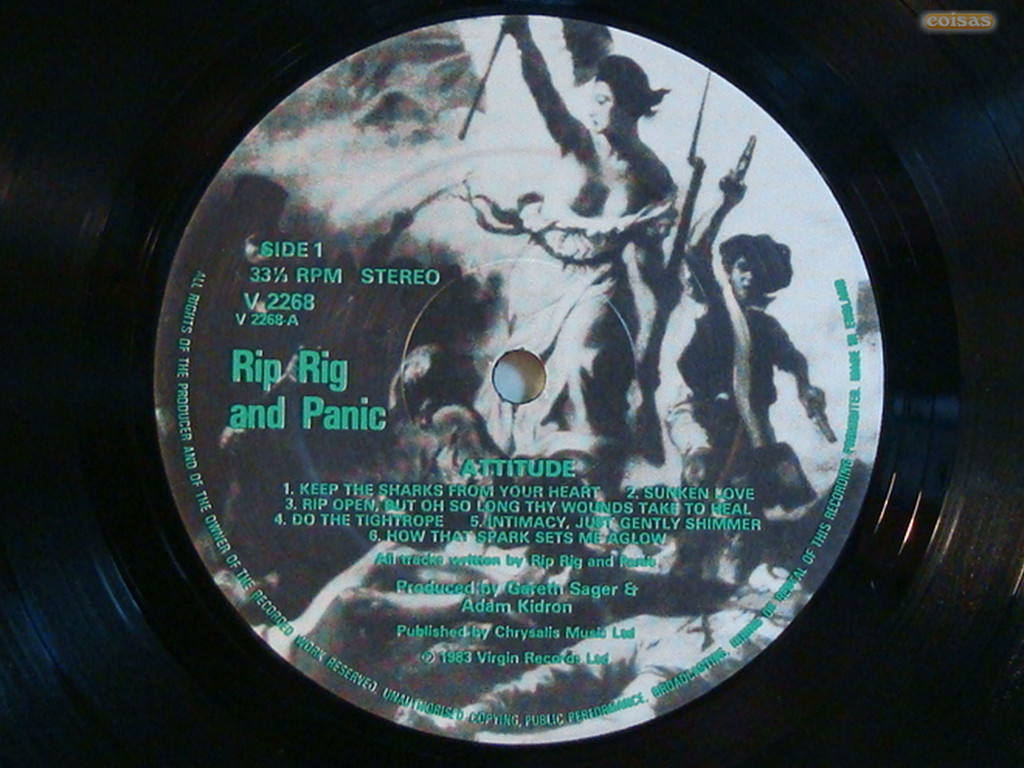 coisas
SIDE 1
33⅓ RPM STEREO
V 2268
V 2268-A
Rip Rig
and Panic
ATTITUDE
1. KEEP THE SHARKS FROM YOUR HEART 2. SUNKEN LOVE
3. RIP OPEN, BUT OH SO LONG THY WOUNDS TAKE TO HEAL
4. DO THE TIGHTROPE 5. INTIMACY, JUST GENTLY SHIMMER
6. HOW THAT SPARK SETS ME AGLOW
All tracks written by Rip Rig and Panic
Produced by Gareth Sager &
Adam Kidron
Published by Chrysalis Music Ltd
℗ 1983 Virgin Records Ltd
ALL RIGHTS OF THE PRODUCER AND OF THE OWNER OF THE RECORDED WORK RESERVED. UNAUTHORISED COPYING, PUBLIC PERFORMANCE, BROADCASTING, HIRING OR RENTAL OF THIS RECORDING PROHIBITED. MADE IN ENGLAND